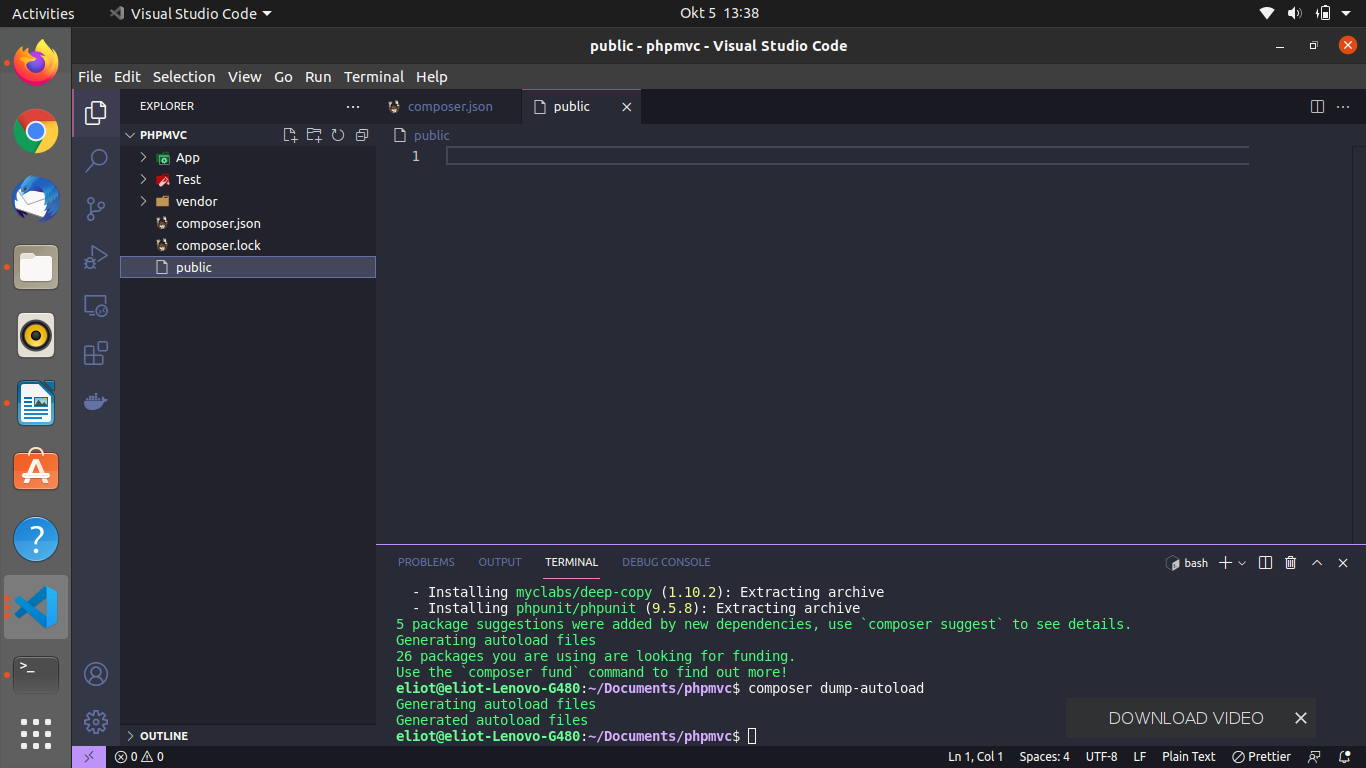 Activities
Visual Studio Code
Okt 5 13:38
public - phpmvc - Visual Studio Code
File Edit Selection View Go Run Terminal Help
EXPLORER
PHPMVC
App
Test
vendor
composer.json
composer.lock
public
OUTLINE
composer.json
public
public
1
PROBLEMS OUTPUT TERMINAL DEBUG CONSOLE
bash
- Installing myclabs/deep-copy (1.10.2): Extracting archive
- Installing phpunit/phpunit (9.5.8): Extracting archive
5 package suggestions were added by new dependencies, use `composer suggest` to see details.
Generating autoload files
26 packages you are using are looking for funding.
Use the `composer fund` command to find out more!
eliot@eliot-Lenovo-G480:~/Documents/phpmvc$ composer dump-autoload
Generating autoload files
Generated autoload files
eliot@eliot-Lenovo-G480:~/Documents/phpmvc$
DOWNLOAD VIDEO
0 0
Ln 1, Col 1 Spaces: 4 UTF-8 LF Plain Text Prettier